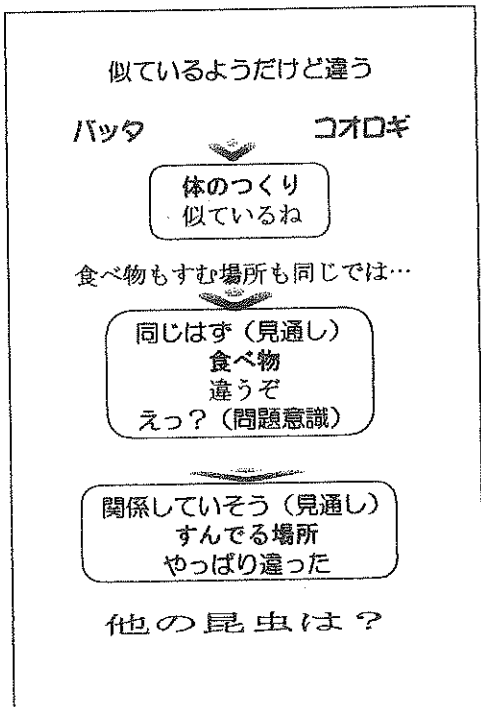 似ているようだけど違う
バッタ　コオロギ
体のつくり
似ているね
食べ物もすむ場所も同じでは…
同じはず（見通し）
食べ物
違うぞ
えっ？（問題意識）
関係していそう（見通し）
すんでる場所
やっぱり違った
他の昆虫は？